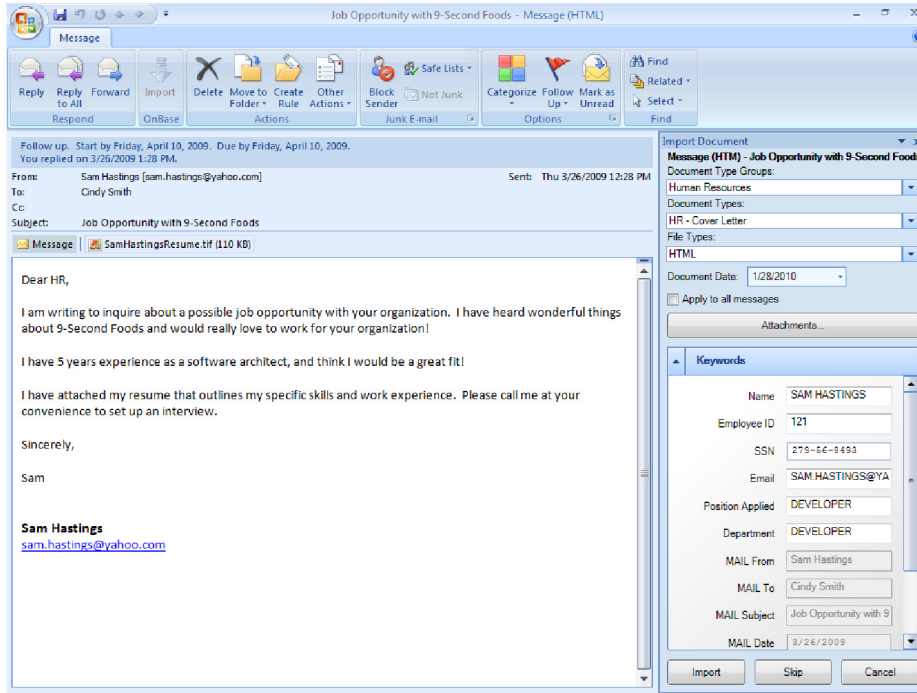 Job Opportunity with 9-Second Foods - Message (HTML)
Message
Reply
Reply to All
Forward
Import
Delete
Move to Folder
Create Rule
Other Actions
Block Sender
Safe Lists
Not Junk
Categorize
Follow Up
Mark as Unread
Find
Related
Select
Respond
OnBase
Actions
Junk E-mail
Options
Find
Follow up. Start by Friday, April 10, 2009. Due by Friday, April 10, 2009.
You replied on 3/26/2009 1:28 PM.
From: Sam Hastings [sam.hastings@yahoo.com] Sent: Thu 3/26/2009 12:28 PM
To: Cindy Smith
Cc:
Subject: Job Opportunity with 9-Second Foods
Message SamHastingsResume.tif (110 KB)
Dear HR,
I am writing to inquire about a possible job opportunity with your organization. I have heard wonderful things
about 9-Second Foods and would really love to work for your organization!
I have 5 years experience as a software architect, and think I would be a great fit!
I have attached my resume that outlines my specific skills and work experience. Please call me at your
convenience to set up an interview.
Sincerely,
Sam
Sam Hastings
sam.hastings@yahoo.com
Import Document
Message (HTM) - Job Opportunity with 9-Second Foods
Document Type Groups:
Human Resources
Document Types:
HR - Cover Letter
File Types:
HTML
Document Date: 1/28/2010
Apply to all messages
Attachments...
Keywords
Name SAM HASTINGS
Employee ID 121
SSN 279-56-8493
Email SAM.HASTINGS@YA
Position Applied DEVELOPER
Department DEVELOPER
MAIL From Sam Hastings
MAIL To Cindy Smith
MAIL Subject Job Opportunity with 9
MAIL Date 3/26/2009
Import Skip Cancel